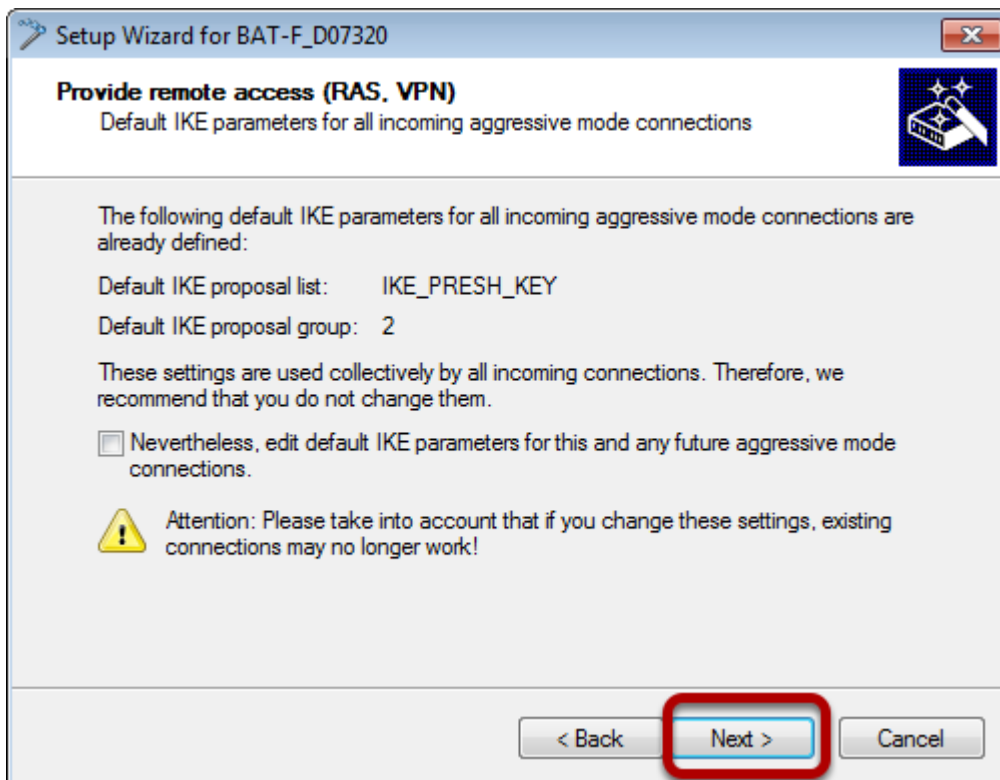 Setup Wizard for BAT-F_D07320
Provide remote access (RAS, VPN)
Default IKE parameters for all incoming aggressive mode connections
The following default IKE parameters for all incoming aggressive mode connections are
already defined:
Default IKE proposal list: IKE_PRESH_KEY
Default IKE proposal group: 2
These settings are used collectively by all incoming connections. Therefore, we
recommend that you do not change them.
Nevertheless, edit default IKE parameters for this and any future aggressive mode
connections.
Attention: Please take into account that if you change these settings, existing
connections may no longer work!
< Back Next > Cancel